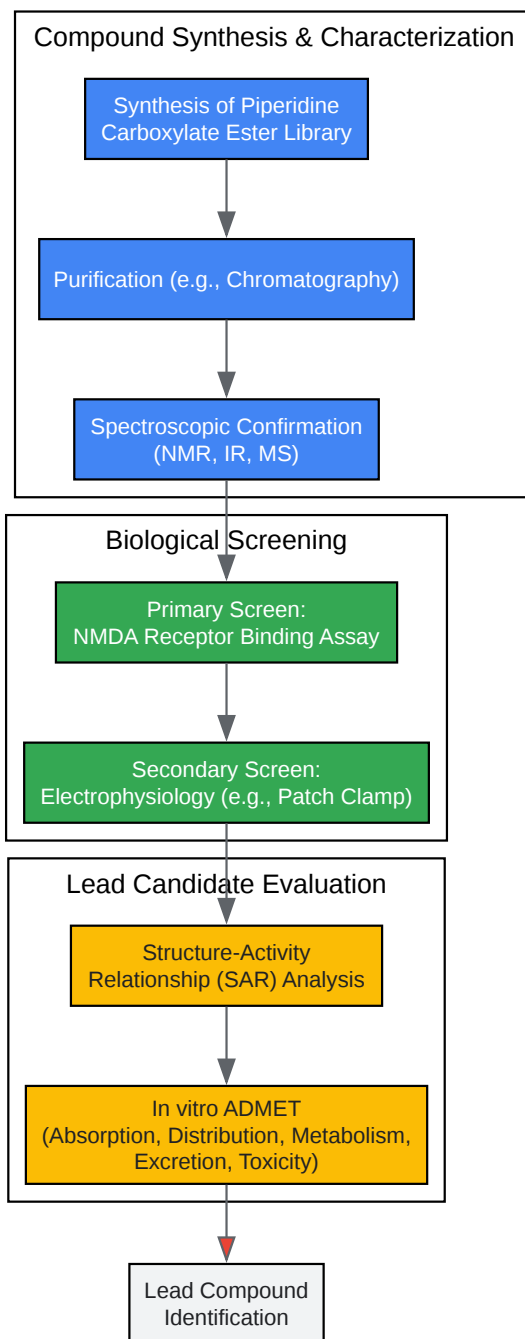 Compound Synthesis & Characterization
Synthesis of Piperidine
Carboxylate Ester Library
Purification (e.g., Chromatography)
Spectroscopic Confirmation
(NMR, IR, MS)
Biological Screening
Primary Screen:
NMDA Receptor Binding Assay
Secondary Screen:
Electrophysiology (e.g., Patch Clamp)
Lead Candidate Evaluation
Structure-Activity
Relationship (SAR) Analysis
In vitro ADMET
(Absorption, Distribution, Metabolism,
Excretion, Toxicity)
Lead Compound
Identification